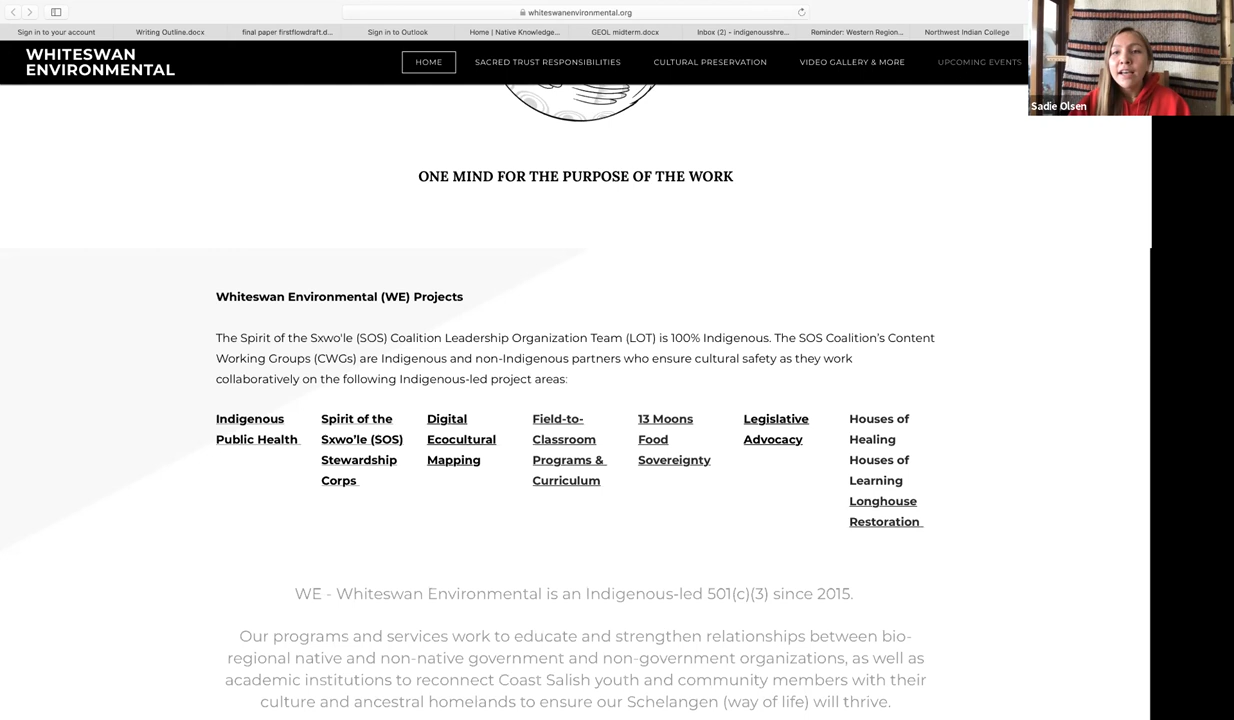 whiteswanenvironmental.org
Sign in to your account
Writing Outline.docx
final paper firstflowdraft.d...
Sign in to Outlook
Home | Native Knowledge...
GEOL midterm.docx
Inbox (2) - indigenousshre...
Reminder: Western Region...
Northwest Indian College
WHITESWAN
ENVIRONMENTAL
HOME
SACRED TRUST RESPONSIBILITIES
CULTURAL PRESERVATION
VIDEO GALLERY & MORE
UPCOMING EVENTS
Sadie Olsen
ONE MIND FOR THE PURPOSE OF THE WORK
Whiteswan Environmental (WE) Projects
The Spirit of the Sxwo'le (SOS) Coalition Leadership Organization Team (LOT) is 100% Indigenous. The SOS Coalition's Content
Working Groups (CWGs) are Indigenous and non-Indigenous partners who ensure cultural safety as they work
collaboratively on the following Indigenous-led project areas:
Indigenous
Public Health
Spirit of the
Sxwo'le (SOS)
Stewardship
Corps
Digital
Ecocultural
Mapping
Field-to-
Classroom
Programs &
Curriculum
13 Moons
Food
Sovereignty
Legislative
Advocacy
Houses of
Healing
Houses of
Learning
Longhouse
Restoration
WE - Whiteswan Environmental is an Indigenous-led 501(c)(3) since 2015.
Our programs and services work to educate and strengthen relationships between bio-
regional native and non-native government and non-government organizations, as well as
academic institutions to reconnect Coast Salish youth and community members with their
culture and ancestral homelands to ensure our Schelangen (way of life) will thrive.